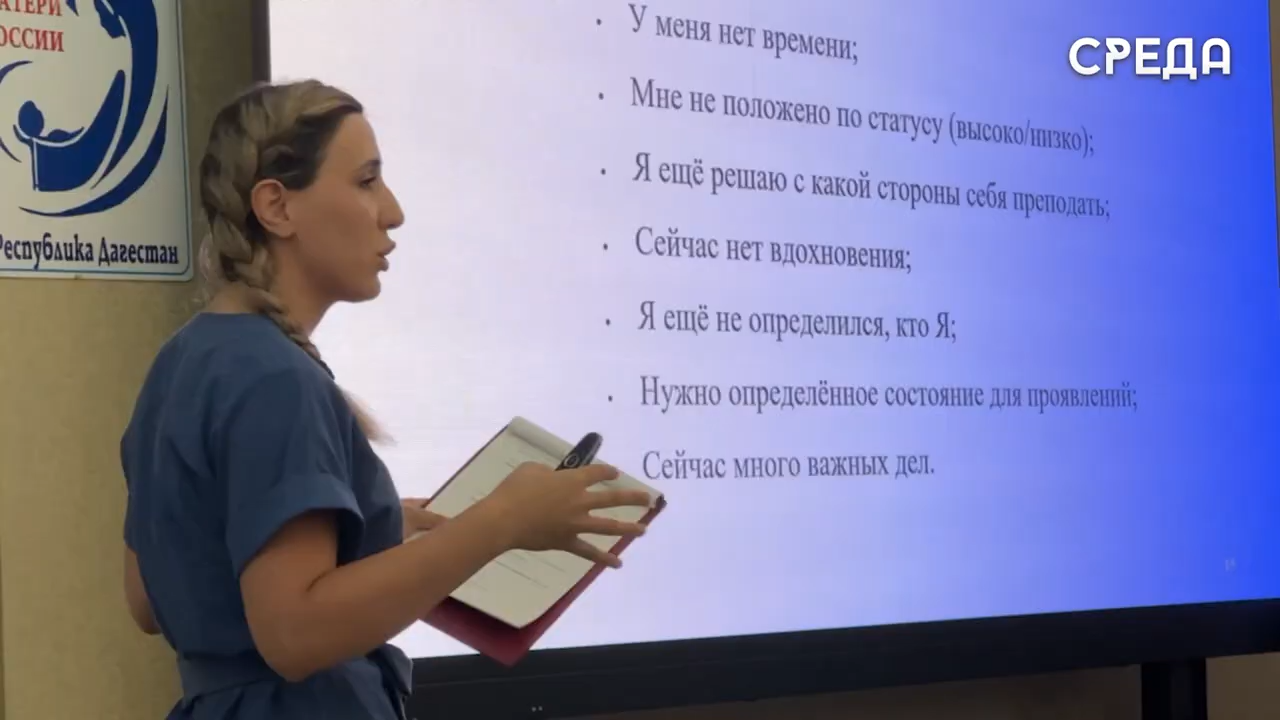 АТЕРИ
ОССИИ
Республика Дагестан
СРЕДА
У меня нет времени;
Мне не положено по статусу (высоко/низко);
Я ещё решаю с какой стороны себя преподать;
Сейчас нет вдохновения;
Я ещё не определился, кто Я;
Нужно определённое состояние для проявлений;
Сейчас много важных дел.